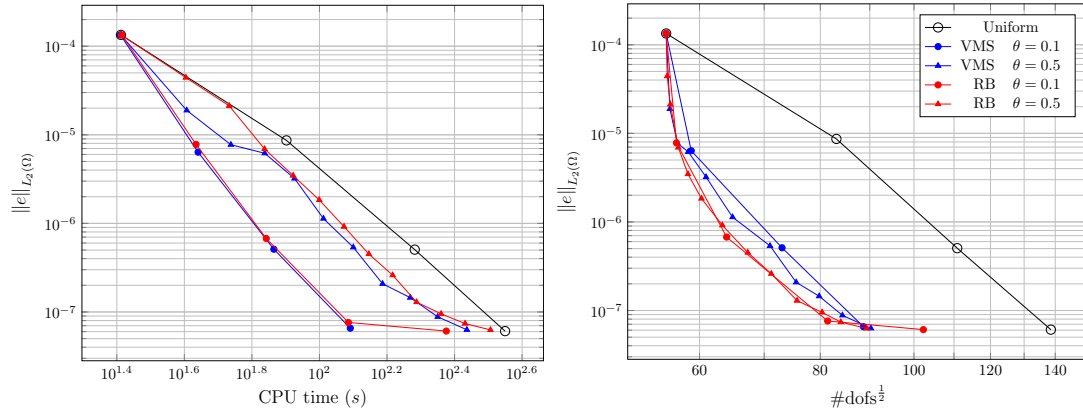 10^1.4
10^1.6
10^1.8
10^2
10^2.2
10^2.4
10^2.6
10^−7
10^−6
10^−5
10^−4
CPU time (s)
||e||_L₂(Ω)
60
80
100
120
140
10^−7
10^−6
10^−5
10^−4
#dofs^½
||e||_L₂(Ω)
Uniform
VMS θ = 0.1
VMS θ = 0.5
RB θ = 0.1
RB θ = 0.5